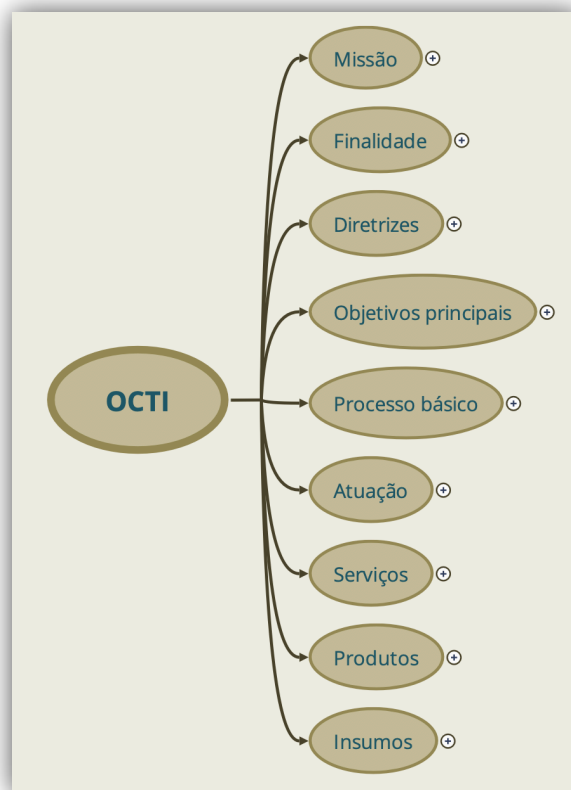 Missão
Finalidade
Diretrizes
Objetivos principais
OCTI
Processo básico
Atuação
Serviços
Produtos
Insumos